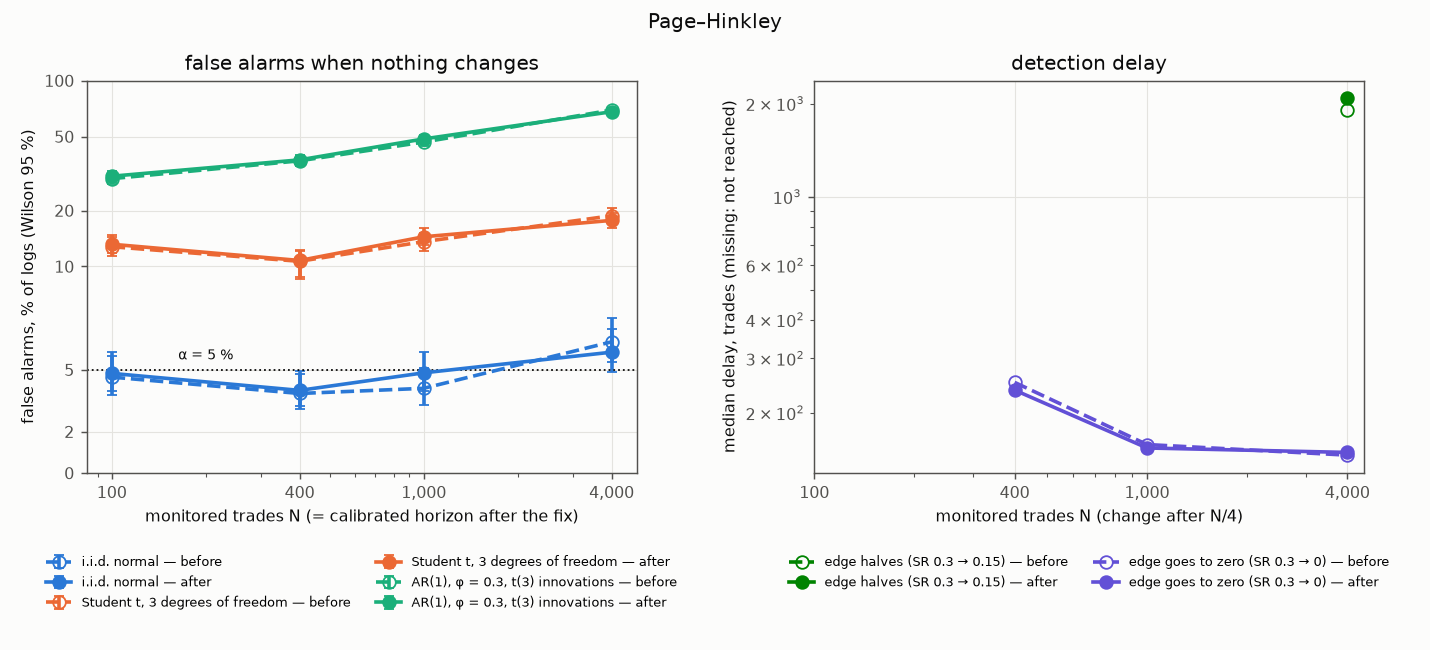 Page–Hinkley
false alarms when nothing changes
false alarms, % of logs (Wilson 95 %)
100
50
20
10
5
2
0
α = 5 %
100
400
1,000
4,000
monitored trades N (= calibrated horizon after the fix)
i.i.d. normal — before
i.i.d. normal — after
Student t, 3 degrees of freedom — before
Student t, 3 degrees of freedom — after
AR(1), φ = 0.3, t(3) innovations — before
AR(1), φ = 0.3, t(3) innovations — after
detection delay
median delay, trades (missing: not reached)
2 × 10³
10³
6 × 10²
4 × 10²
3 × 10²
2 × 10²
100
400
1,000
4,000
monitored trades N (change after N/4)
edge halves (SR 0.3 → 0.15) — before
edge halves (SR 0.3 → 0.15) — after
edge goes to zero (SR 0.3 → 0) — before
edge goes to zero (SR 0.3 → 0) — after